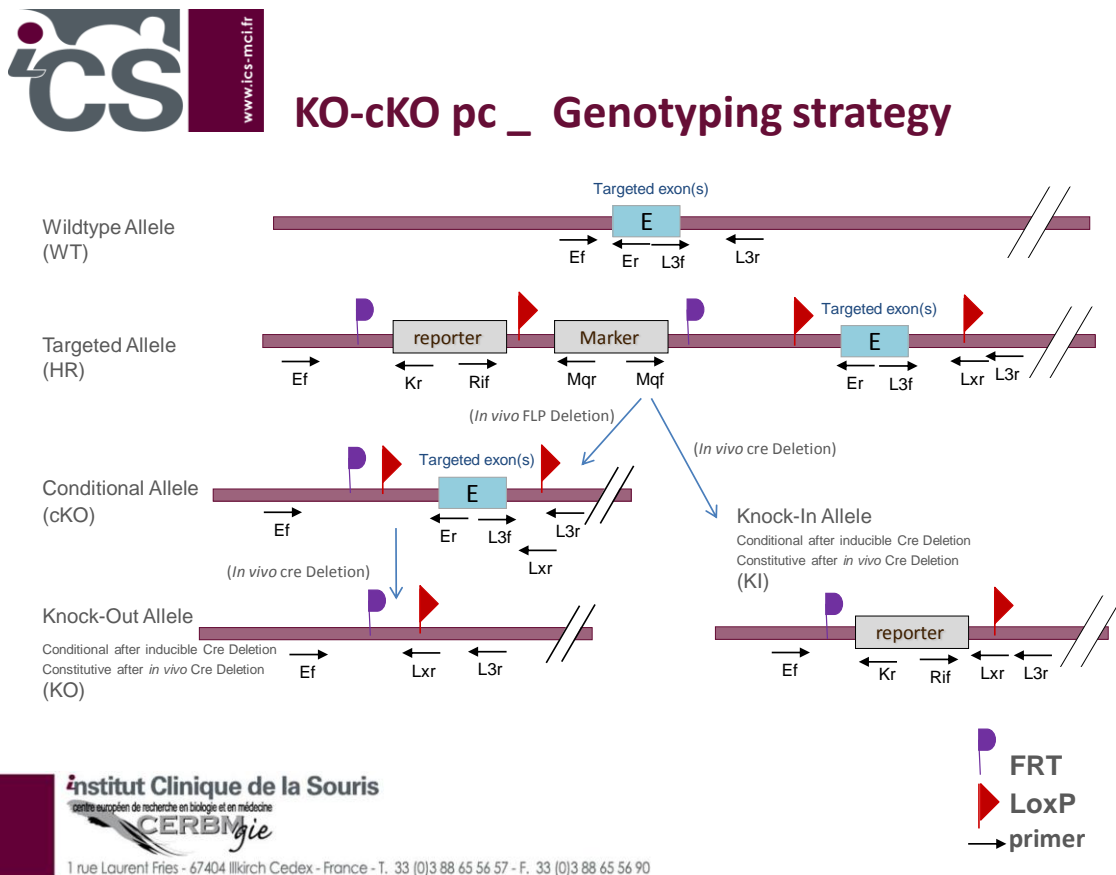 iCS
www.ics-mci.fr
KO-cKO pc _ Genotyping strategy
Targeted exon(s)
Wildtype Allele
(WT)
E
Ef
Er
L3f
L3r
Targeted exon(s)
Targeted Allele
(HR)
reporter
Marker
E
Ef
Kr
Rif
Mqr
Mqf
Er
L3f
Lxr
L3r
(In vivo FLP Deletion)
(In vivo cre Deletion)
Conditional Allele
(cKO)
Targeted exon(s)
E
Ef
Er
L3f
L3r
Lxr
(In vivo cre Deletion)
Knock-In Allele
Conditional after inducible Cre Deletion
Constitutive after in vivo Cre Deletion
(KI)
Knock-Out Allele
Conditional after inducible Cre Deletion
Constitutive after in vivo Cre Deletion
(KO)
Ef
Lxr
L3r
reporter
Ef
Kr
Rif
Lxr
L3r
FRT
LoxP
primer
institut Clinique de la Souris
centre européen de recherche en biologie et en médecine
CERBM gie
1 rue Laurent Fries - 67404 Illkirch Cedex - France - T. 33 (0)3 88 65 56 57 - F. 33 (0)3 88 65 56 90